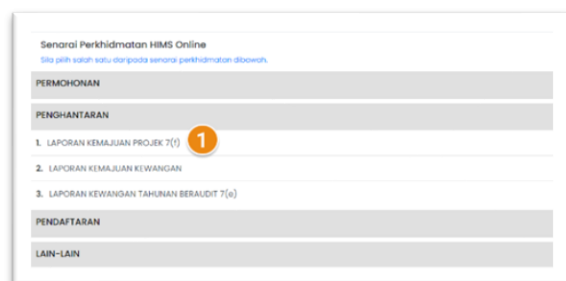 Senarai Perkhidmatan HIMS Online
Sila pilih salah satu daripada senarai perkhidmatan dibawah.
PERMOHONAN
PENGHANTARAN
1. LAPORAN KEMAJUAN PROJEK 7(f) 1
2. LAPORAN KEMAJUAN KEWANGAN
3. LAPORAN KEWANGAN TAHUNAN BERAUDIT 7(e)
PENDAFTARAN
LAIN-LAIN